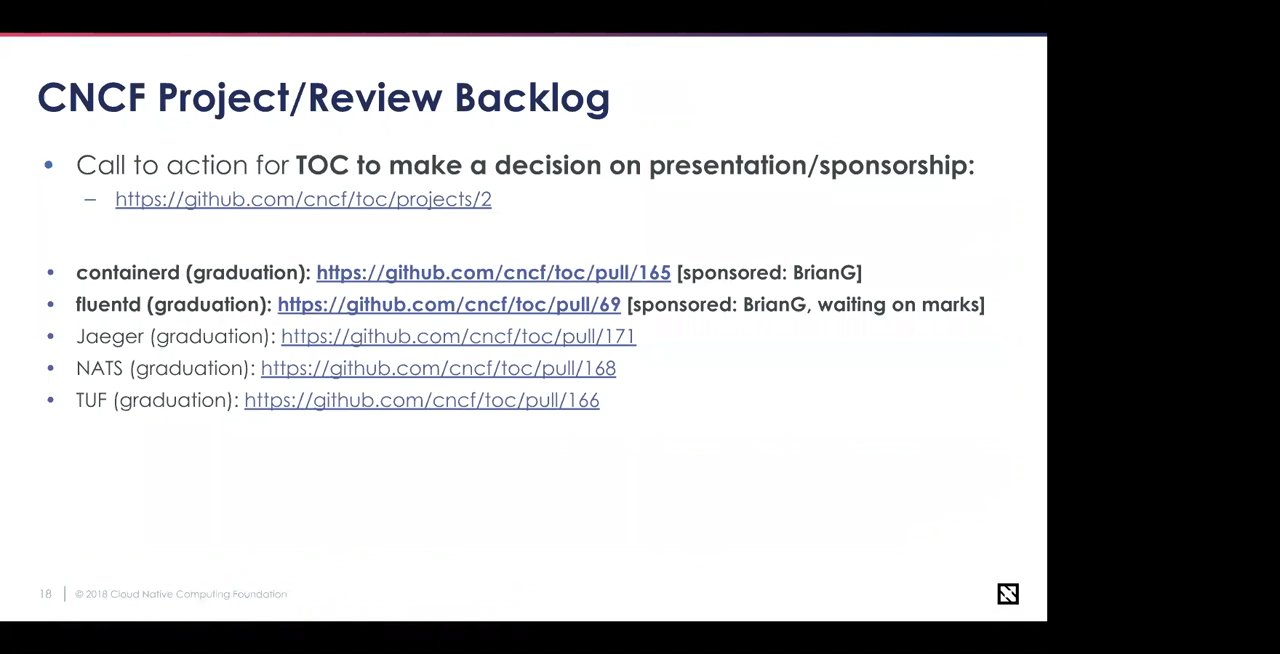 CNCF Project/Review Backlog
• Call to action for TOC to make a decision on presentation/sponsorship:
– https://github.com/cncf/toc/projects/2
• containerd (graduation): https://github.com/cncf/toc/pull/165 [sponsored: BrianG]
• fluentd (graduation): https://github.com/cncf/toc/pull/69 [sponsored: BrianG, waiting on marks]
• Jaeger (graduation): https://github.com/cncf/toc/pull/171
• NATS (graduation): https://github.com/cncf/toc/pull/168
• TUF (graduation): https://github.com/cncf/toc/pull/166
18 | © 2018 Cloud Native Computing Foundation